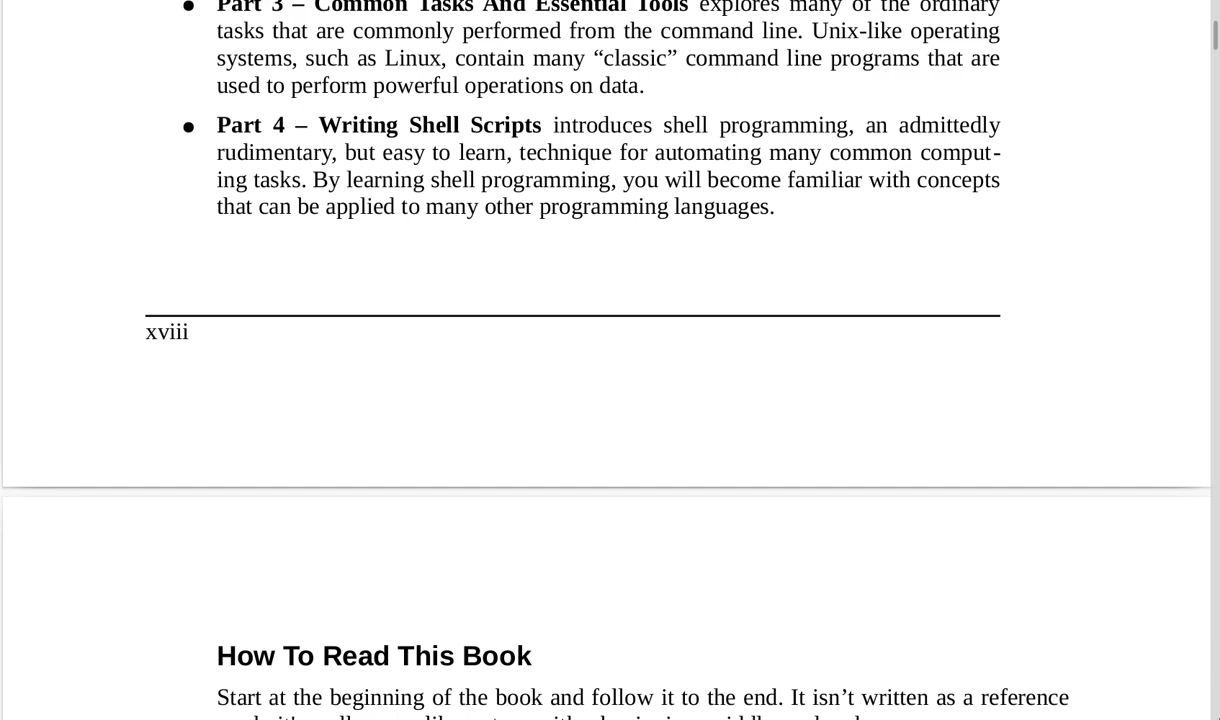 ● Part 3 – Common Tasks And Essential Tools explores many of the ordinary
tasks that are commonly performed from the command line. Unix-like operating
systems, such as Linux, contain many “classic” command line programs that are
used to perform powerful operations on data.
● Part 4 – Writing Shell Scripts introduces shell programming, an admittedly
rudimentary, but easy to learn, technique for automating many common comput-
ing tasks. By learning shell programming, you will become familiar with concepts
that can be applied to many other programming languages.
xviii
How To Read This Book
Start at the beginning of the book and follow it to the end. It isn’t written as a reference